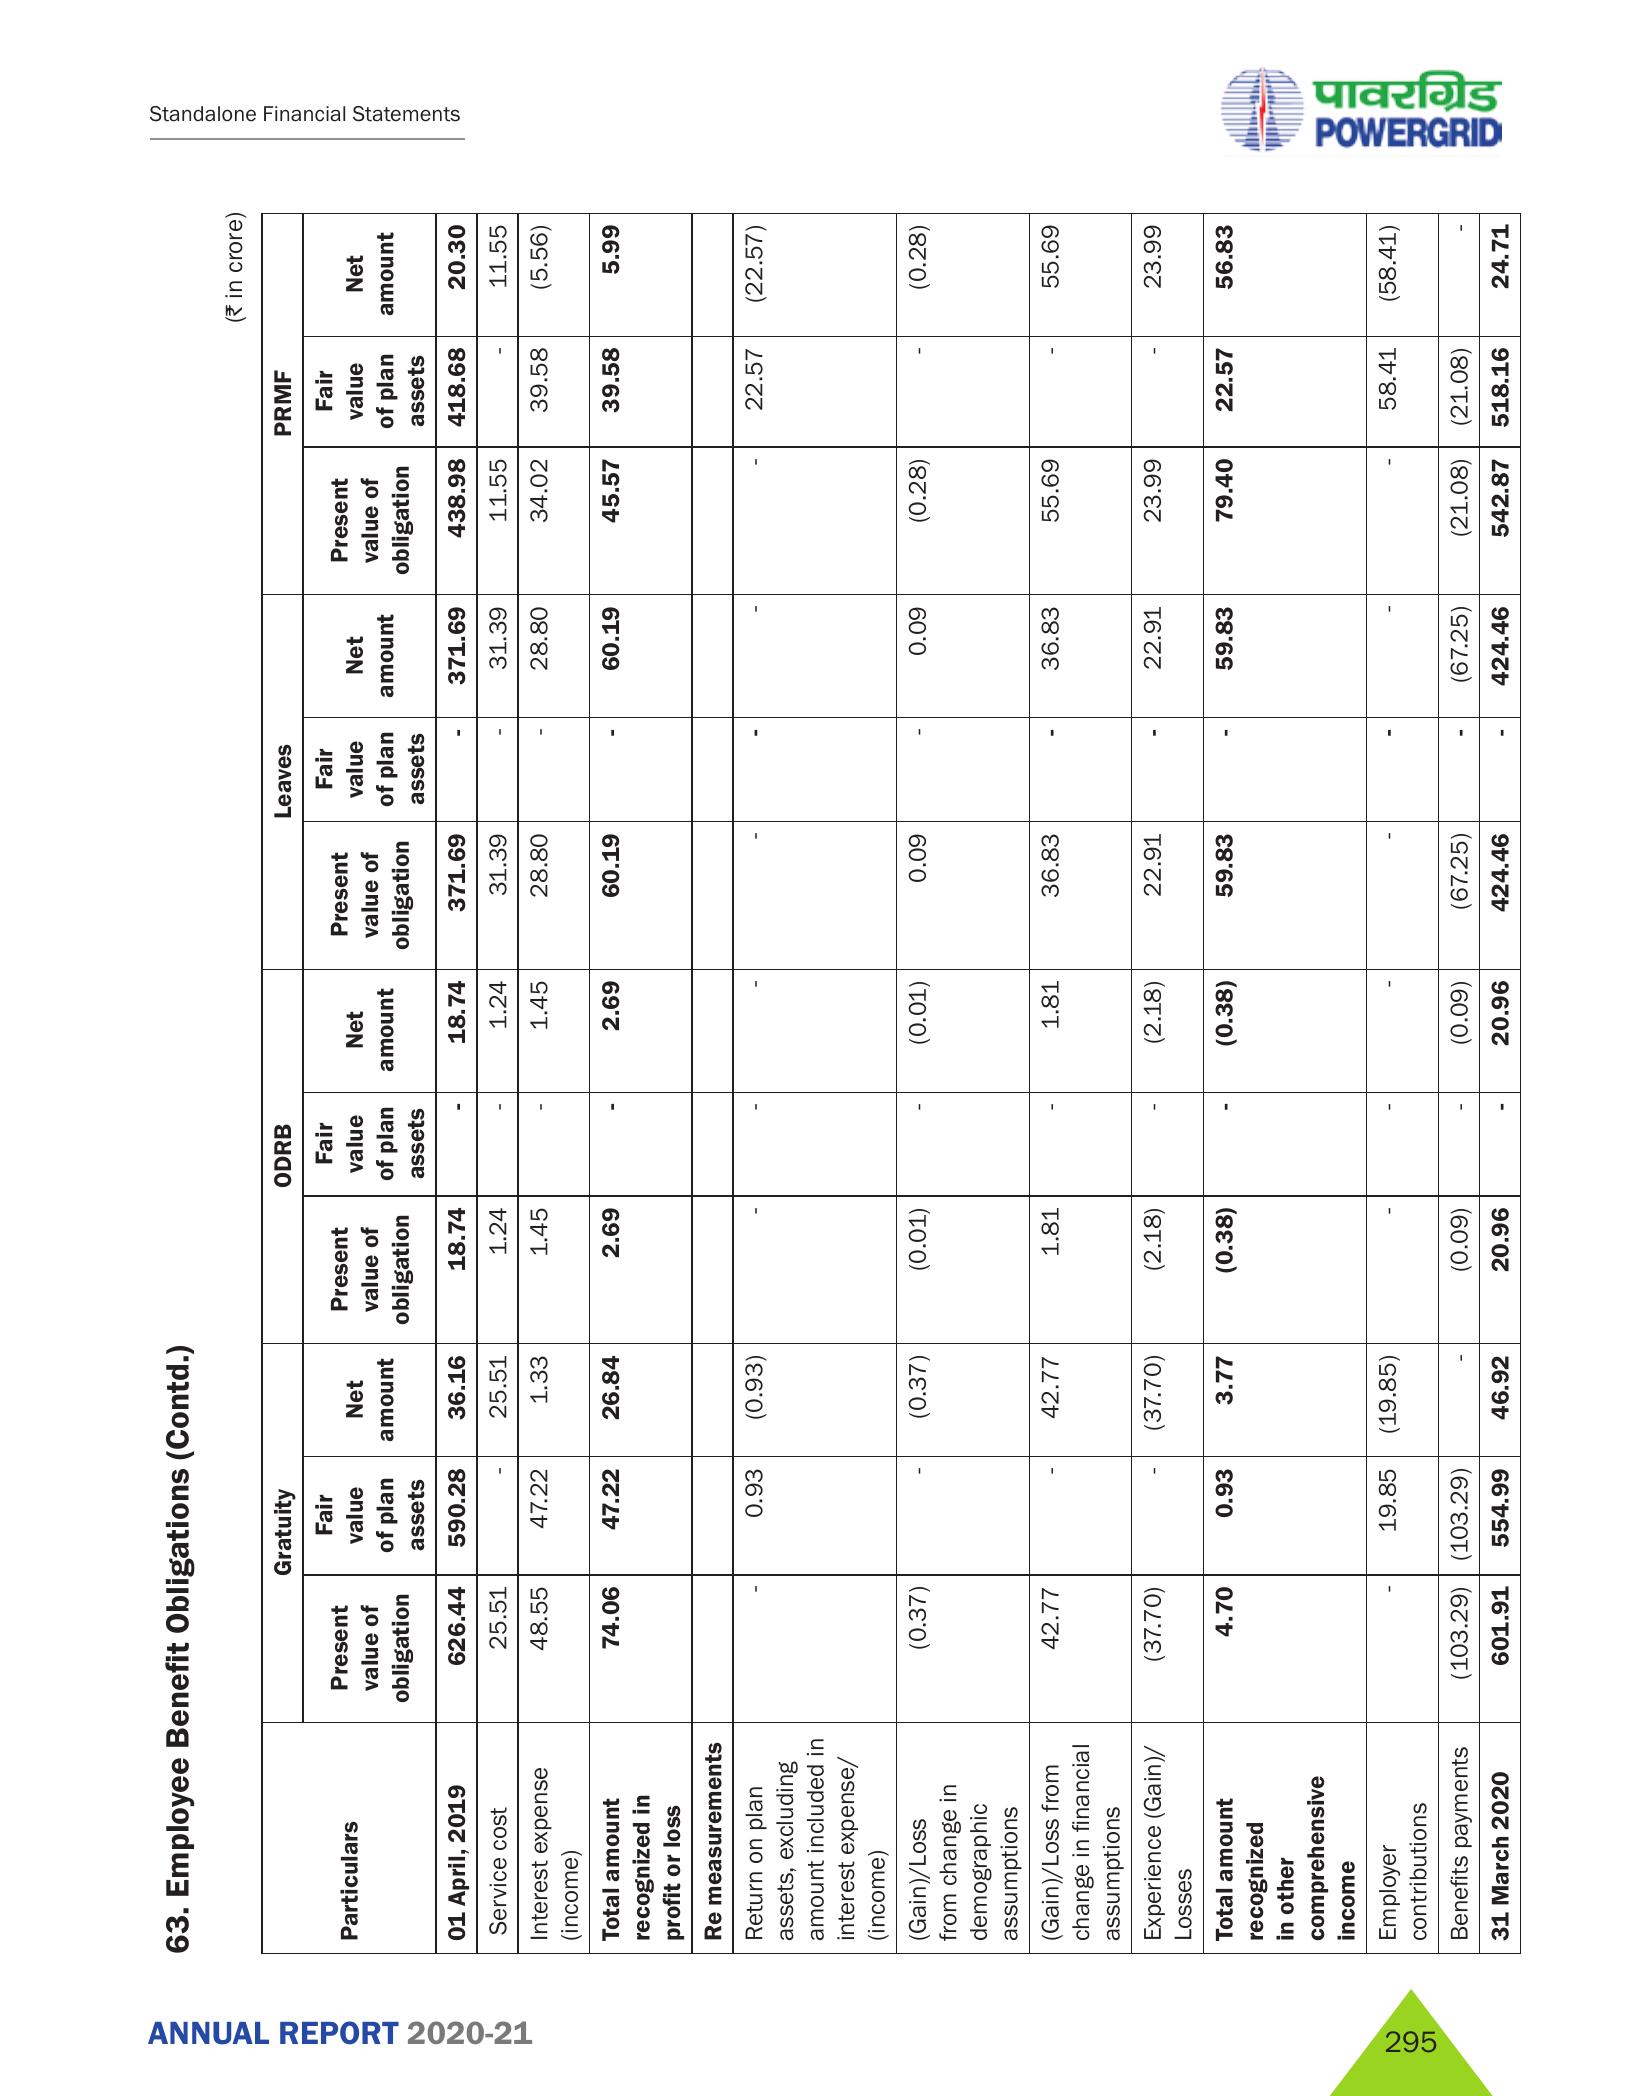 Standalone Financial Statements
पावरग्रिड
POWERGRID
63. Employee Benefit Obligations (Contd.)
(₹ in crore)
Particulars Gratuity ODRB Leaves PRMF
Present value of obligation Fair value of plan assets Net amount Present value of obligation Fair value of plan assets Net amount Present value of obligation Fair value of plan assets Net amount Present value of obligation Fair value of plan assets Net amount
01 April, 2019 626.44 590.28 36.16 18.74 - 18.74 371.69 - 371.69 438.98 418.68 20.30
Service cost 25.51 - 25.51 1.24 - 1.24 31.39 - 31.39 11.55 - 11.55
Interest expense (income) 48.55 47.22 1.33 1.45 - 1.45 28.80 - 28.80 34.02 39.58 (5.56)
Total amount recognized in profit or loss 74.06 47.22 26.84 2.69 - 2.69 60.19 - 60.19 45.57 39.58 5.99
Re measurements
Return on plan assets, excluding amount included in interest expense/ (income) - 0.93 (0.93) - - - - - - - 22.57 (22.57)
(Gain)/Loss from change in demographic assumptions (0.37) - (0.37) (0.01) - (0.01) 0.09 - 0.09 (0.28) - (0.28)
(Gain)/Loss from change in financial assumptions 42.77 - 42.77 1.81 - 1.81 36.83 - 36.83 55.69 - 55.69
Experience (Gain)/ Losses (37.70) - (37.70) (2.18) - (2.18) 22.91 - 22.91 23.99 - 23.99
Total amount recognized in other comprehensive income 4.70 0.93 3.77 (0.38) - (0.38) 59.83 - 59.83 79.40 22.57 56.83
Employer contributions - 19.85 (19.85) - - - - - - - 58.41 (58.41)
Benefits payments (103.29) (103.29) - (0.09) - (0.09) (67.25) - (67.25) (21.08) (21.08) -
31 March 2020 601.91 554.99 46.92 20.96 - 20.96 424.46 - 424.46 542.87 518.16 24.71
ANNUAL REPORT 2020-21
295